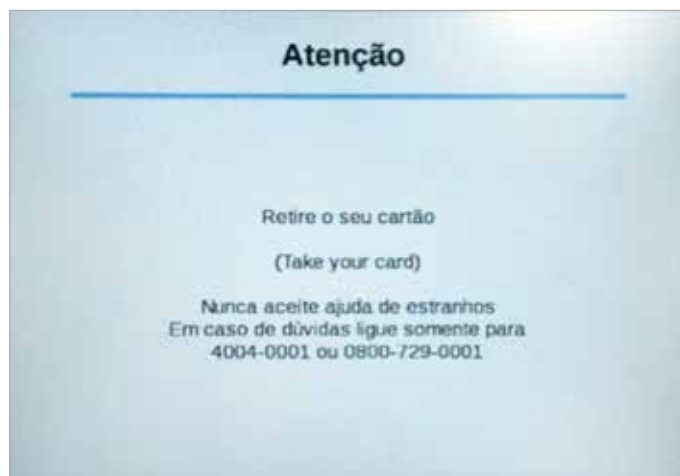 Atenção
Retire o seu cartão
(Take your card)
Nunca aceite ajuda de estranhos
Em caso de dúvidas ligue somente para
4004-0001 ou 0800-729-0001